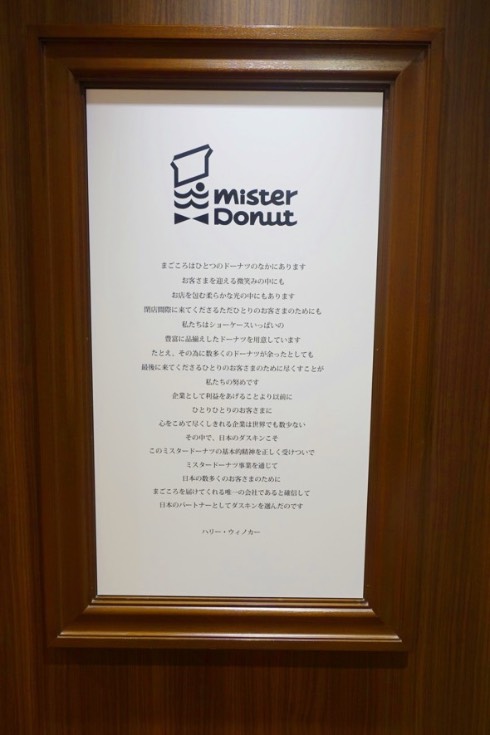 mister
Donut
まごころはひとつのドーナツのなかにあります
お客さまを迎える微笑みの中にも
お店を包む柔らかな光の中にもあります
閉店間際に来てくださるただひとりのお客さまのためにも
私たちはショーケースいっぱいの
豊富に品揃えしたドーナツを用意しています
たとえ、その為に数多くのドーナツが余ったとしても
最後に来てくださるひとりのお客さまのために尽くすことが
私たちの努めです
企業として利益をあげることより以前に
ひとりひとりのお客さまに
心をこめて尽くしきれる企業は世界でも数少ない
その中で、日本のダスキンこそ
このミスタードーナツの基本的精神を正しく受けついで
ミスタードーナツ事業を通じて
日本の数多くのお客さまのために
まごころを届けてくれる唯一の会社であると確信して
日本のパートナーとしてダスキンを選んだのです
ハリー・ウィノカー